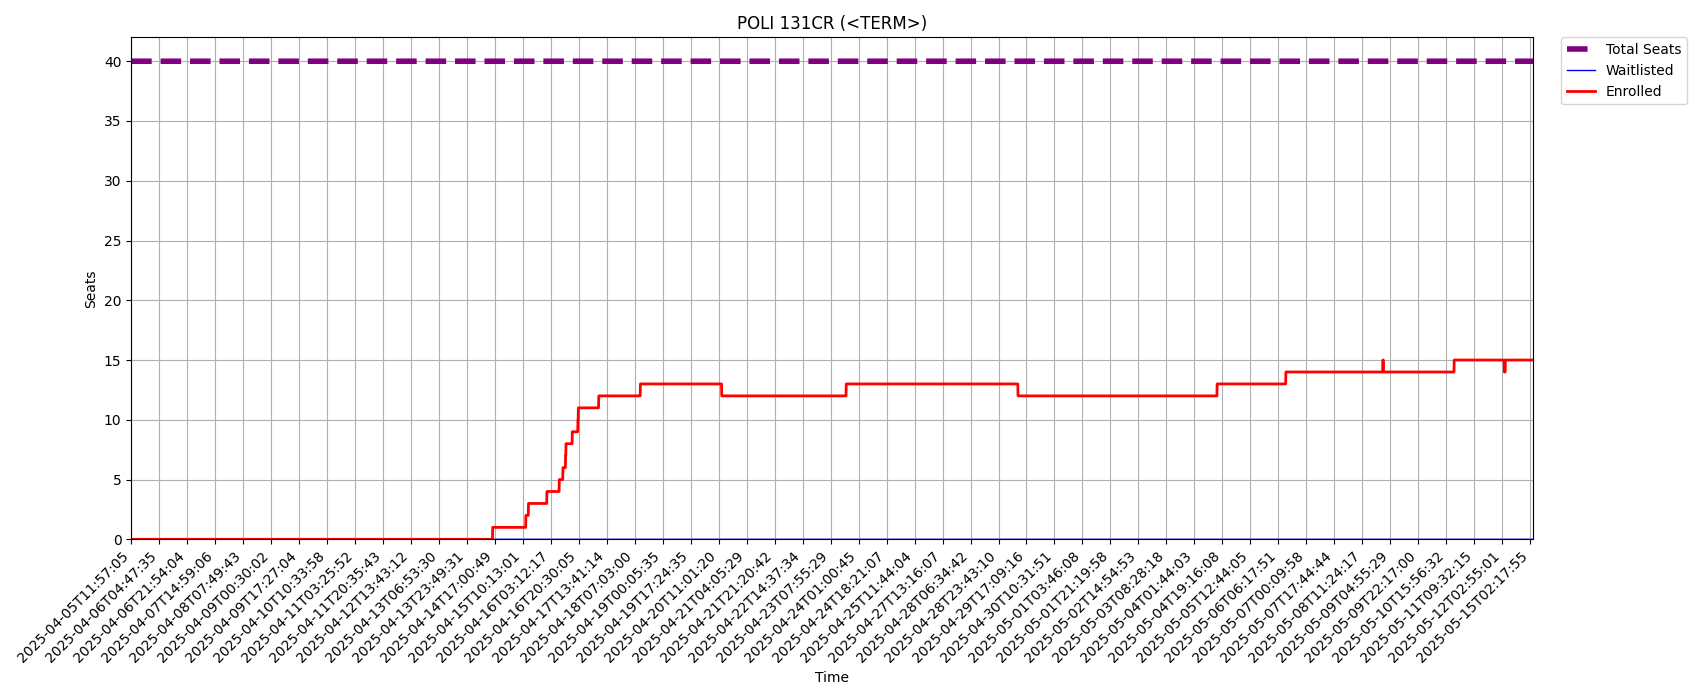 POLI 131CR (<TERM>)
Total Seats
Waitlisted
Enrolled
Seats
40
35
30
25
20
15
10
5
0
2025-04-05T11:57:05
2025-04-06T04:47:35
2025-04-06T21:54:04
2025-04-07T14:59:06
2025-04-08T07:49:43
2025-04-09T00:30:02
2025-04-09T17:27:04
2025-04-10T10:33:58
2025-04-11T03:25:52
2025-04-11T20:35:43
2025-04-12T13:43:12
2025-04-13T06:53:30
2025-04-13T23:49:31
2025-04-14T17:00:49
2025-04-15T10:13:01
2025-04-16T03:12:17
2025-04-16T20:30:05
2025-04-17T13:41:14
2025-04-18T07:03:00
2025-04-19T00:05:35
2025-04-19T17:24:35
2025-04-20T11:01:20
2025-04-21T04:05:29
2025-04-21T21:20:42
2025-04-22T14:37:34
2025-04-23T07:55:29
2025-04-24T01:00:45
2025-04-24T18:21:07
2025-04-25T11:44:04
2025-04-27T13:16:07
2025-04-28T06:34:42
2025-04-28T23:43:10
2025-04-29T17:09:16
2025-04-30T10:31:51
2025-05-01T03:46:08
2025-05-01T21:19:58
2025-05-02T14:54:53
2025-05-03T08:28:18
2025-05-04T01:44:03
2025-05-04T19:16:08
2025-05-05T12:44:05
2025-05-06T06:17:51
2025-05-07T00:09:58
2025-05-07T17:44:44
2025-05-08T11:24:17
2025-05-09T04:55:29
2025-05-09T22:17:00
2025-05-10T15:56:32
2025-05-11T09:32:15
2025-05-12T02:55:01
2025-05-15T02:17:55
Time